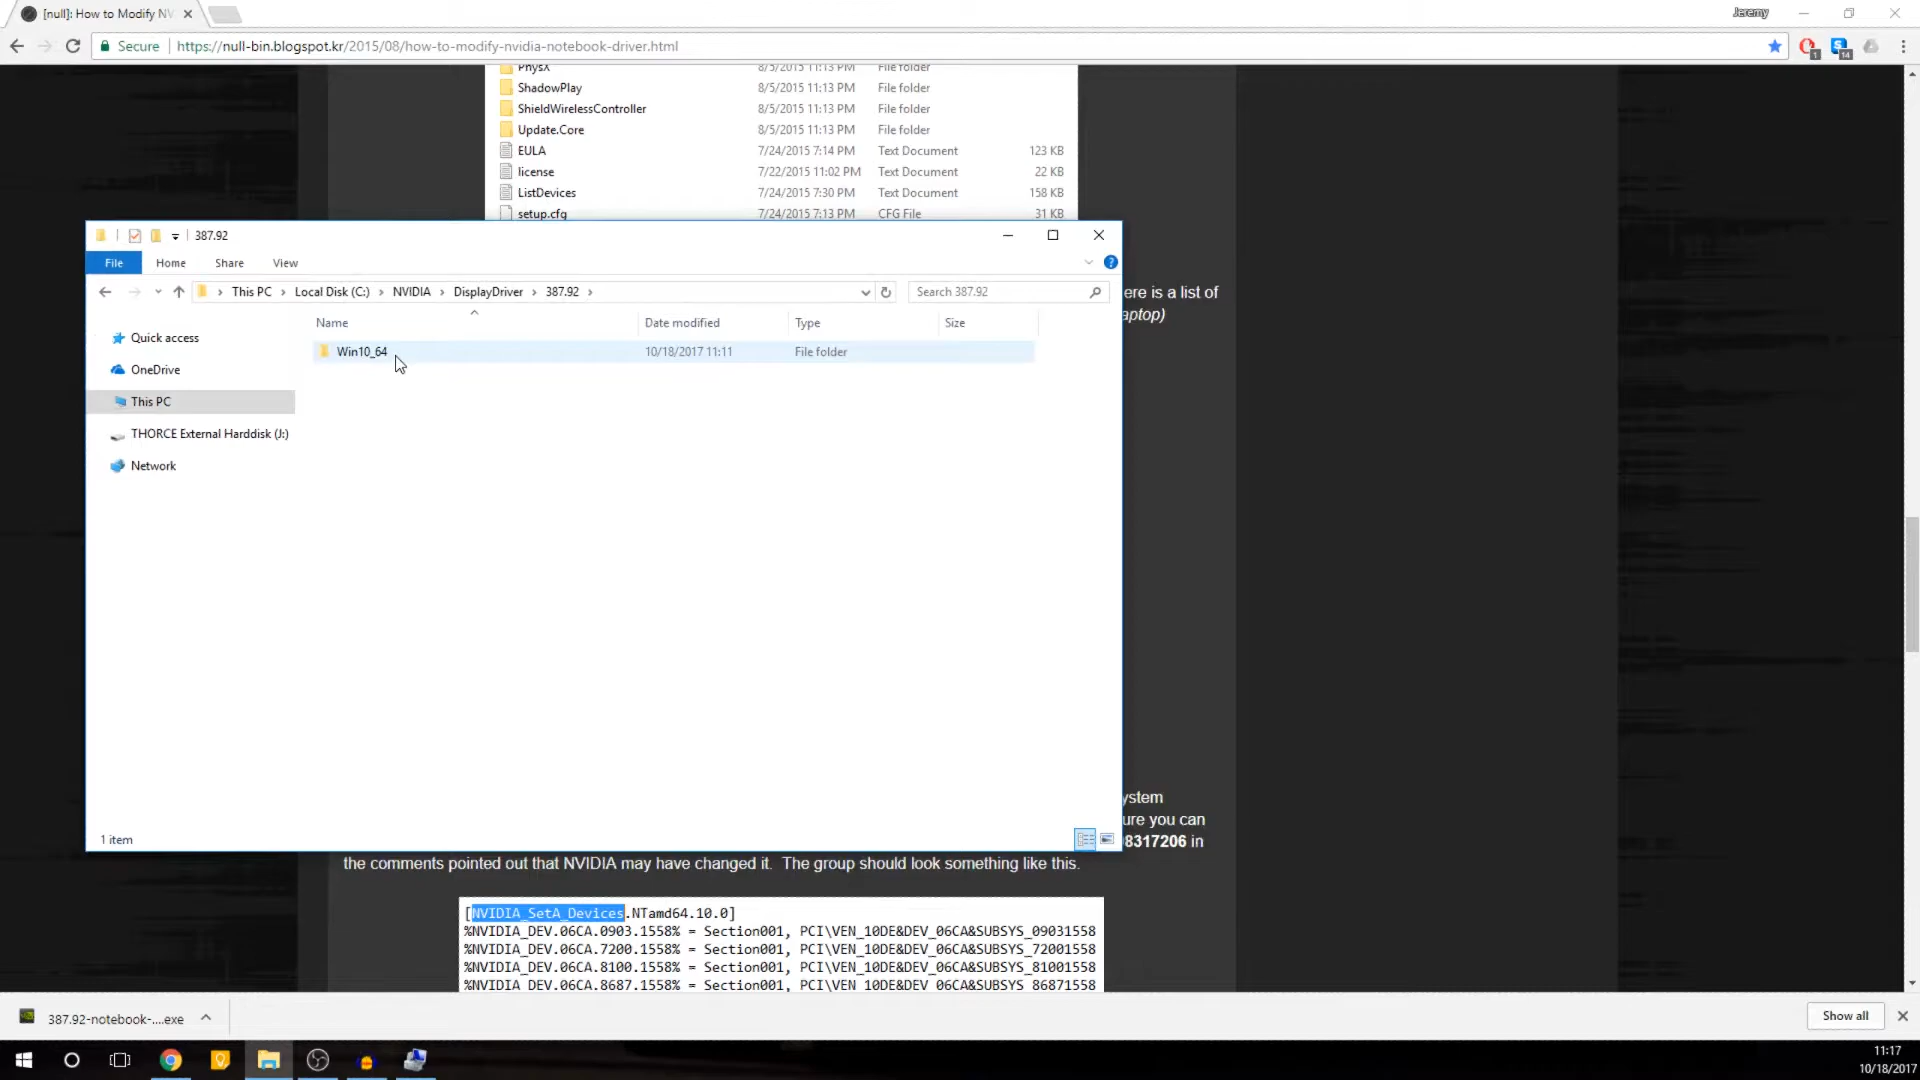 [null]: How to Modify NV
Jeremy
Secure
https://null-bin.blogspot.kr/2015/08/how-to-modify-nvidia-notebook-driver.html
1
14
PhysX 8/5/2015 11:13 PM File folder
ShadowPlay 8/5/2015 11:13 PM File folder
ShieldWirelessController 8/5/2015 11:13 PM File folder
Update.Core 8/5/2015 11:13 PM File folder
EULA 7/24/2015 7:14 PM Text Document 123 KB
license 7/22/2015 11:02 PM Text Document 22 KB
ListDevices 7/24/2015 7:30 PM Text Document 158 KB
setup.cfg 7/24/2015 7:13 PM CFG File 31 KB
387.92
File Home Share View
This PC > Local Disk (C:) > NVIDIA > DisplayDriver > 387.92 >
Search 387.92
ere is a list of
aptop)
Name Date modified Type Size
Win10_64 10/18/2017 11:11 File folder
Quick access
OneDrive
This PC
THORCE External Harddisk (J:)
Network
1 item
ystem
ure you can
8317206 in
the comments pointed out that NVIDIA may have changed it. The group should look something like this.
[NVIDIA_SetA_Devices.NTamd64.10.0]
%NVIDIA_DEV.06CA.0903.1558% = Section001, PCI\VEN_10DE&DEV_06CA&SUBSYS_09031558
%NVIDIA_DEV.06CA.7200.1558% = Section001, PCI\VEN_10DE&DEV_06CA&SUBSYS_72001558
%NVIDIA_DEV.06CA.8100.1558% = Section001, PCI\VEN_10DE&DEV_06CA&SUBSYS_81001558
%NVIDIA_DEV.06CA.8687.1558% = Section001, PCI\VEN_10DE&DEV_06CA&SUBSYS_86871558
387.92-notebook-....exe
Show all
11:17
10/18/2017